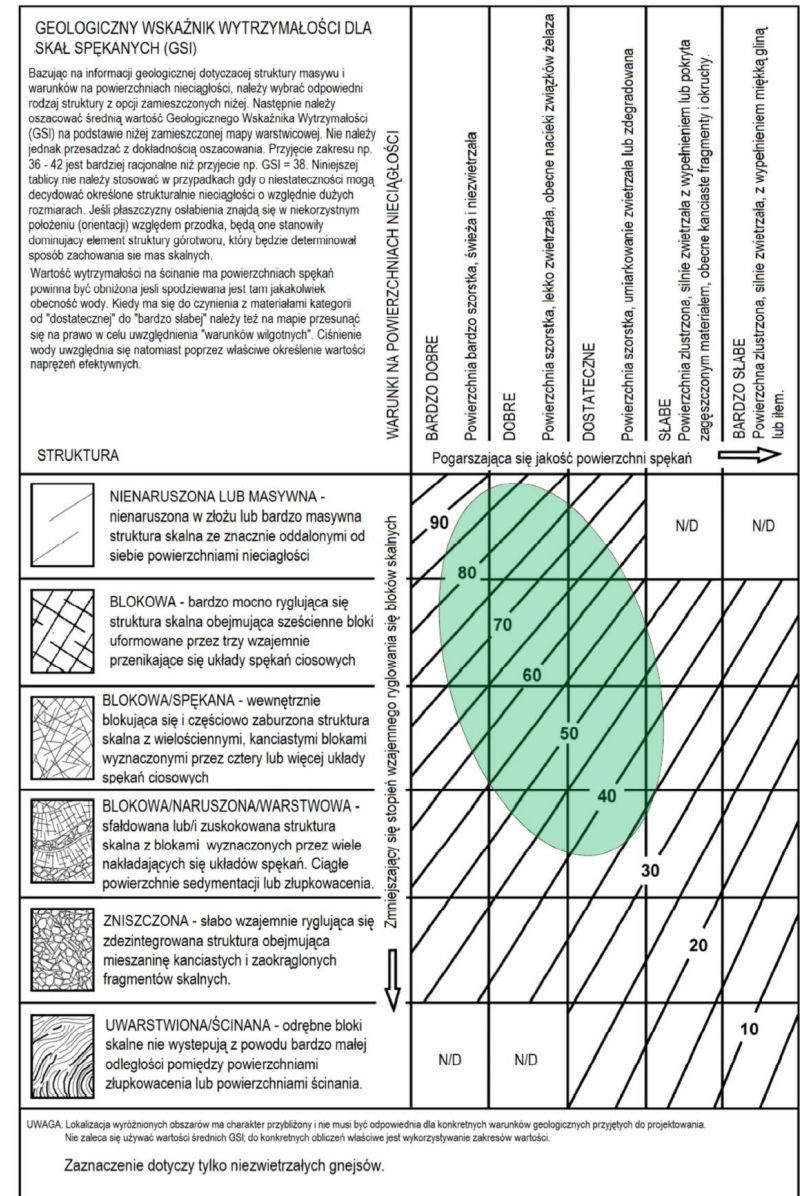 GEOLOGICZNY WSKAŹNIK WYTRZYMAŁOŚCI DLA
SKAŁ SPĘKANYCH (GSI)
Bazując na informacji geologicznej dotyczacej struktury masywu i
warunków na powierzchniach nieciągłości, należy wybrać odpowiedni
rodzaj struktury z opcji zamieszczonych niżej. Następnie należy
oszacować średnią wartość Geologicznego Wskaźnika Wytrzymałości
(GSI) na podstawie niżej zamieszczonej mapy warstwicowej. Nie należy
jednak przesadzać z dokładnością oszacowania. Przyjęcie zakresu np.
36 - 42 jest bardziej racjonalne niż przyjecie np. GSI = 38. Niniejszej
tablicy nie należy stosować w przypadkach gdy o niestateczności mogą
decydować określone strukturalnie nieciągłości o względnie dużych
rozmiarach. Jeśli płaszczyzny osłabienia znajdą się w niekorzystnym
położeniu (orientacji) względem przodka, będą one stanowiły
dominujacy element struktury górotworu, który będzie determinował
sposób zachowania sie mas skalnych.
Wartość wytrzymałości na ścinanie ma powierzchniach spękań
powinna być obniżona jesli spodziewana jest tam jakakolwiek
obecność wody. Kiedy ma się do czynienia z materiałami kategorii
od "dostatecznej" do "bardzo słabej" należy też na mapie przesunąć
się na prawo w celu uwzględnienia "warunków wilgotnych". Ciśnienie
wody uwzględnia się natomiast poprzez właściwe określenie wartości
naprężeń efektywnych.
STRUKTURA
WARUNKI NA POWIERZCHNIACH NIECIĄGŁOŚCI
BARDZO DOBRE
Powierzchnia bardzo szorstka, świeża i niezwietrzała
DOBRE
Powierzchnia szorstka, lekko zwietrzała, obecne nacieki związków żelaza
DOSTATECZNE
Powierzchnia szorstka, umiarkowanie zwietrzała lub zdegradowana
SŁABE
Powierzchnia zlustrzona, silnie zwietrzała z wypełnieniem lub pokryta
zagęszczonym materiałem, obecne kanciaste fragmenty i okruchy.
BARDZO SŁABE
Powierzchna zlustrzona, silnie zwietrzała, z wypełnieniem miękką gliną
lub iłem.
Pogarszająca się jakość powierzchni spękań
Zmniejszający się stopień wzajemnego ryglowania się bloków skalnych
NIENARUSZONA LUB MASYWNA -
nienaruszona w złożu lub bardzo masywna
struktura skalna ze znacznie oddalonymi od
siebie powierzchniami nieciagłości
90
N/D
N/D
80
BLOKOWA - bardzo mocno ryglująca się
struktura skalna obejmująca sześcienne bloki
uformowane przez trzy wzajemnie
przenikające się układy spękań ciosowych
70
60
BLOKOWA/SPĘKANA - wewnętrznie
blokująca się i częściowo zaburzona struktura
skalna z wielościennymi, kanciastymi blokami
wyznaczonymi przez cztery lub więcej układy
spękań ciosowych
50
40
BLOKOWA/NARUSZONA/WARSTWOWA -
sfałdowana lub/i zuskokowana struktura
skalna z blokami wyznaczonych przez wiele
nakładających się układów spękań. Ciągłe
powierzchnie sedymentacji lub złupkowacenia.
30
ZNISZCZONA - słabo wzajemnie ryglująca się
zdezintegrowana struktura obejmująca
mieszaninę kanciastych i zaokrąglonych
fragmentów skalnych.
20
UWARSTWIONA/ŚCINANA - odrębne bloki
skalne nie wystepują z powodu bardzo małej
odległości pomiędzy powierzchniami
złupkowacenia lub powierzchniami ścinania.
N/D
N/D
10
UWAGA: Lokalizacja wyróżnionych obszarów ma charakter przybliżony i nie musi być odpowiednia dla konkretnych warunków geologicznych przyjętych do projektowania.
Nie zaleca się używać wartości średnich GSI; do konkretnych obliczeń właściwe jest wykorzystywanie zakresów wartości.
Zaznaczenie dotyczy tylko niezwietrzałych gnejsów.